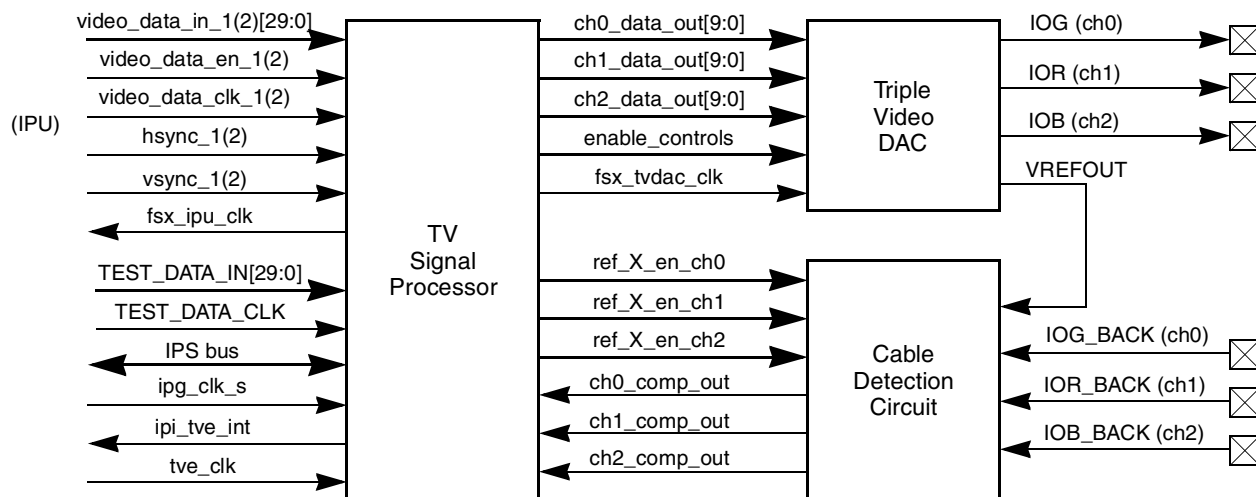 video_data_in_1(2)[29:0]
video_data_en_1(2)
video_data_clk_1(2)
(IPU)
hsync_1(2)
vsync_1(2)
fsx_ipu_clk
TEST_DATA_IN[29:0]
TEST_DATA_CLK
IPS bus
ipg_clk_s
ipi_tve_int
tve_clk
TV
Signal
Processor
ch0_data_out[9:0]
ch1_data_out[9:0]
ch2_data_out[9:0]
enable_controls
fsx_tvdac_clk
ref_X_en_ch0
ref_X_en_ch1
ref_X_en_ch2
ch0_comp_out
ch1_comp_out
ch2_comp_out
Triple
Video
DAC
Cable
Detection
Circuit
IOG (ch0)
IOR (ch1)
IOB (ch2)
VREFOUT
IOG_BACK (ch0)
IOR_BACK (ch1)
IOB_BACK (ch2)